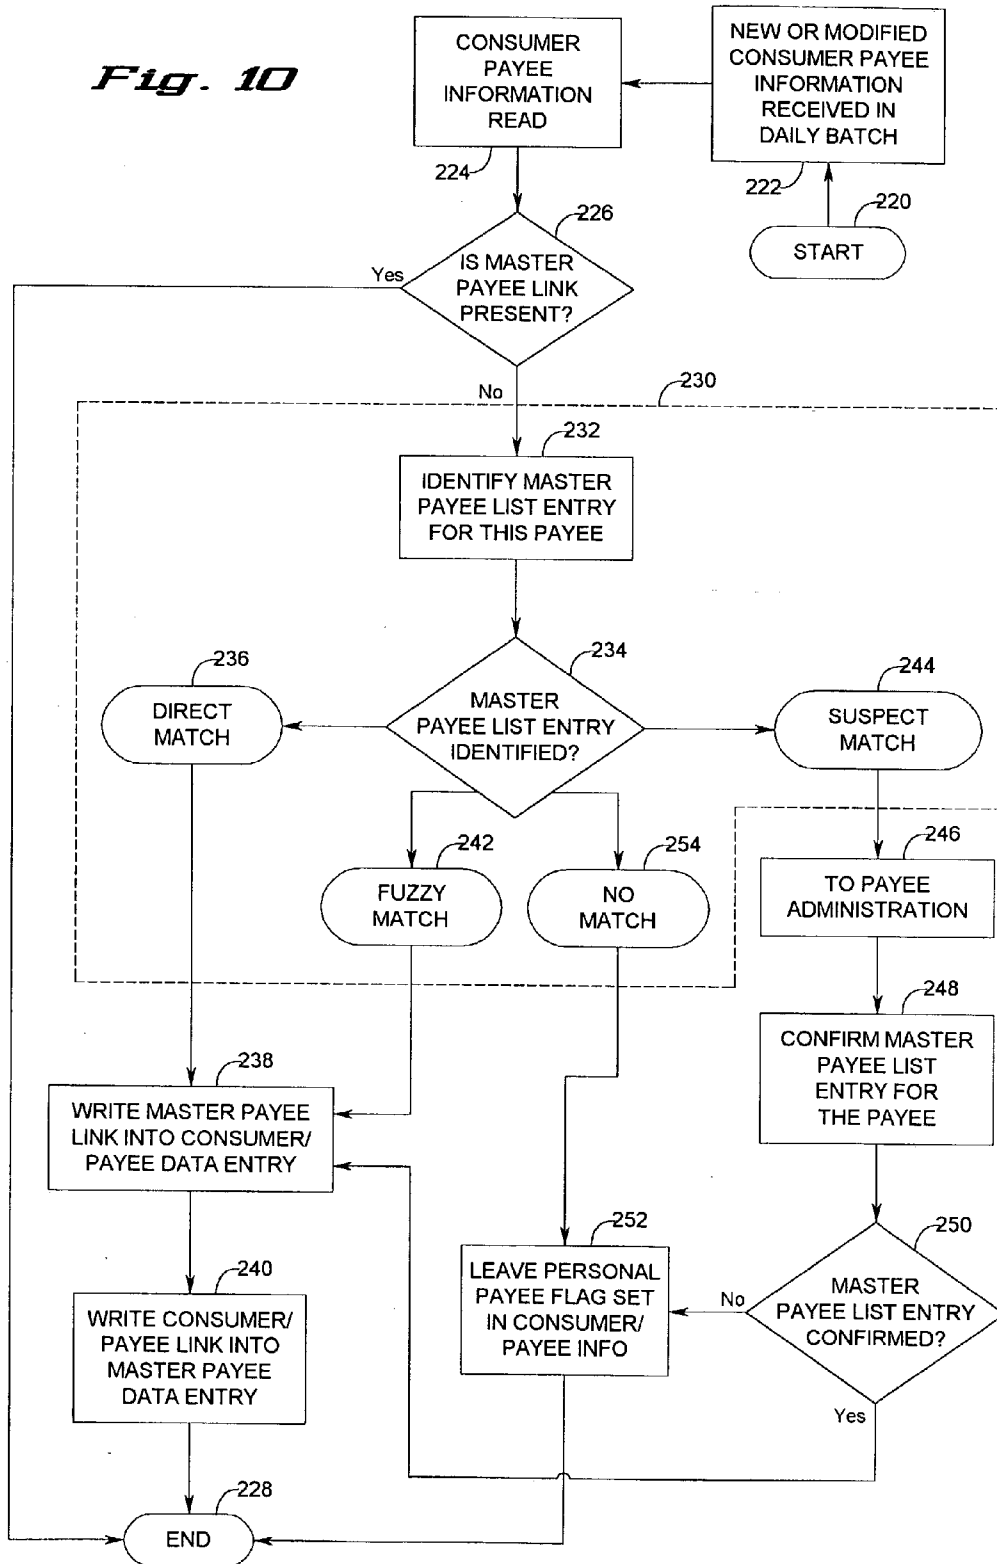 Fig. 10
CONSUMER
PAYEE
INFORMATION
READ
224
NEW OR MODIFIED
CONSUMER PAYEE
INFORMATION
RECEIVED IN
DAILY BATCH
222
220
START
226
IS MASTER
PAYEE LINK
PRESENT?
Yes
No
230
232
IDENTIFY MASTER
PAYEE LIST ENTRY
FOR THIS PAYEE
234
MASTER
PAYEE LIST ENTRY
IDENTIFIED?
236
DIRECT
MATCH
244
SUSPECT
MATCH
242
FUZZY
MATCH
254
NO
MATCH
246
TO PAYEE
ADMINISTRATION
248
CONFIRM MASTER
PAYEE LIST
ENTRY FOR
THE PAYEE
238
WRITE MASTER PAYEE
LINK INTO CONSUMER/
PAYEE DATA ENTRY
252
LEAVE PERSONAL
PAYEE FLAG SET
IN CONSUMER/
PAYEE INFO
250
MASTER
PAYEE LIST ENTRY
CONFIRMED?
No
Yes
240
WRITE CONSUMER/
PAYEE LINK INTO
MASTER PAYEE
DATA ENTRY
228
END